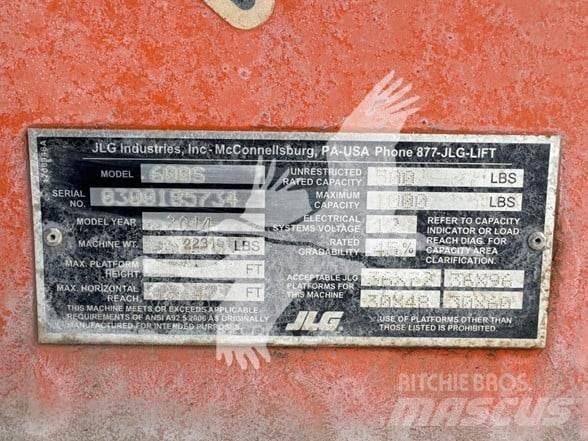 JLG Industries, Inc - McConnellsburg, PA-USA Phone 877-JLG-LIFT
MODEL 600S
SERIAL NO.
MODEL YEAR 2014
MACHINE WT. LBS
MAX. PLATFORM HEIGHT FT
MAX. HORIZONTAL REACH FT
THIS MACHINE MEETS OR EXCEEDS APPLICABLE
REQUIREMENTS OF ANSI A92.5 2006 AS ORIGINALLY
MANUFACTURED FOR INTENDED PURPOSES.
UNRESTRICTED RATED CAPACITY LBS
MAXIMUM CAPACITY LBS
ELECTRICAL SYSTEMS VOLTAGE
RATED GRADABILITY %
REFER TO CAPACITY
INDICATOR OR LOAD
REACH DIAG. FOR
CAPACITY AREA
CLARIFICATION.
ACCEPTABLE JLG
PLATFORMS FOR
THIS MACHINE
36X96
30X48 30X60
JLG
USE OF PLATFORMS OTHER THAN
THOSE LISTED IS PROHIBITED.
RITCHIE BROS.
MASCUS